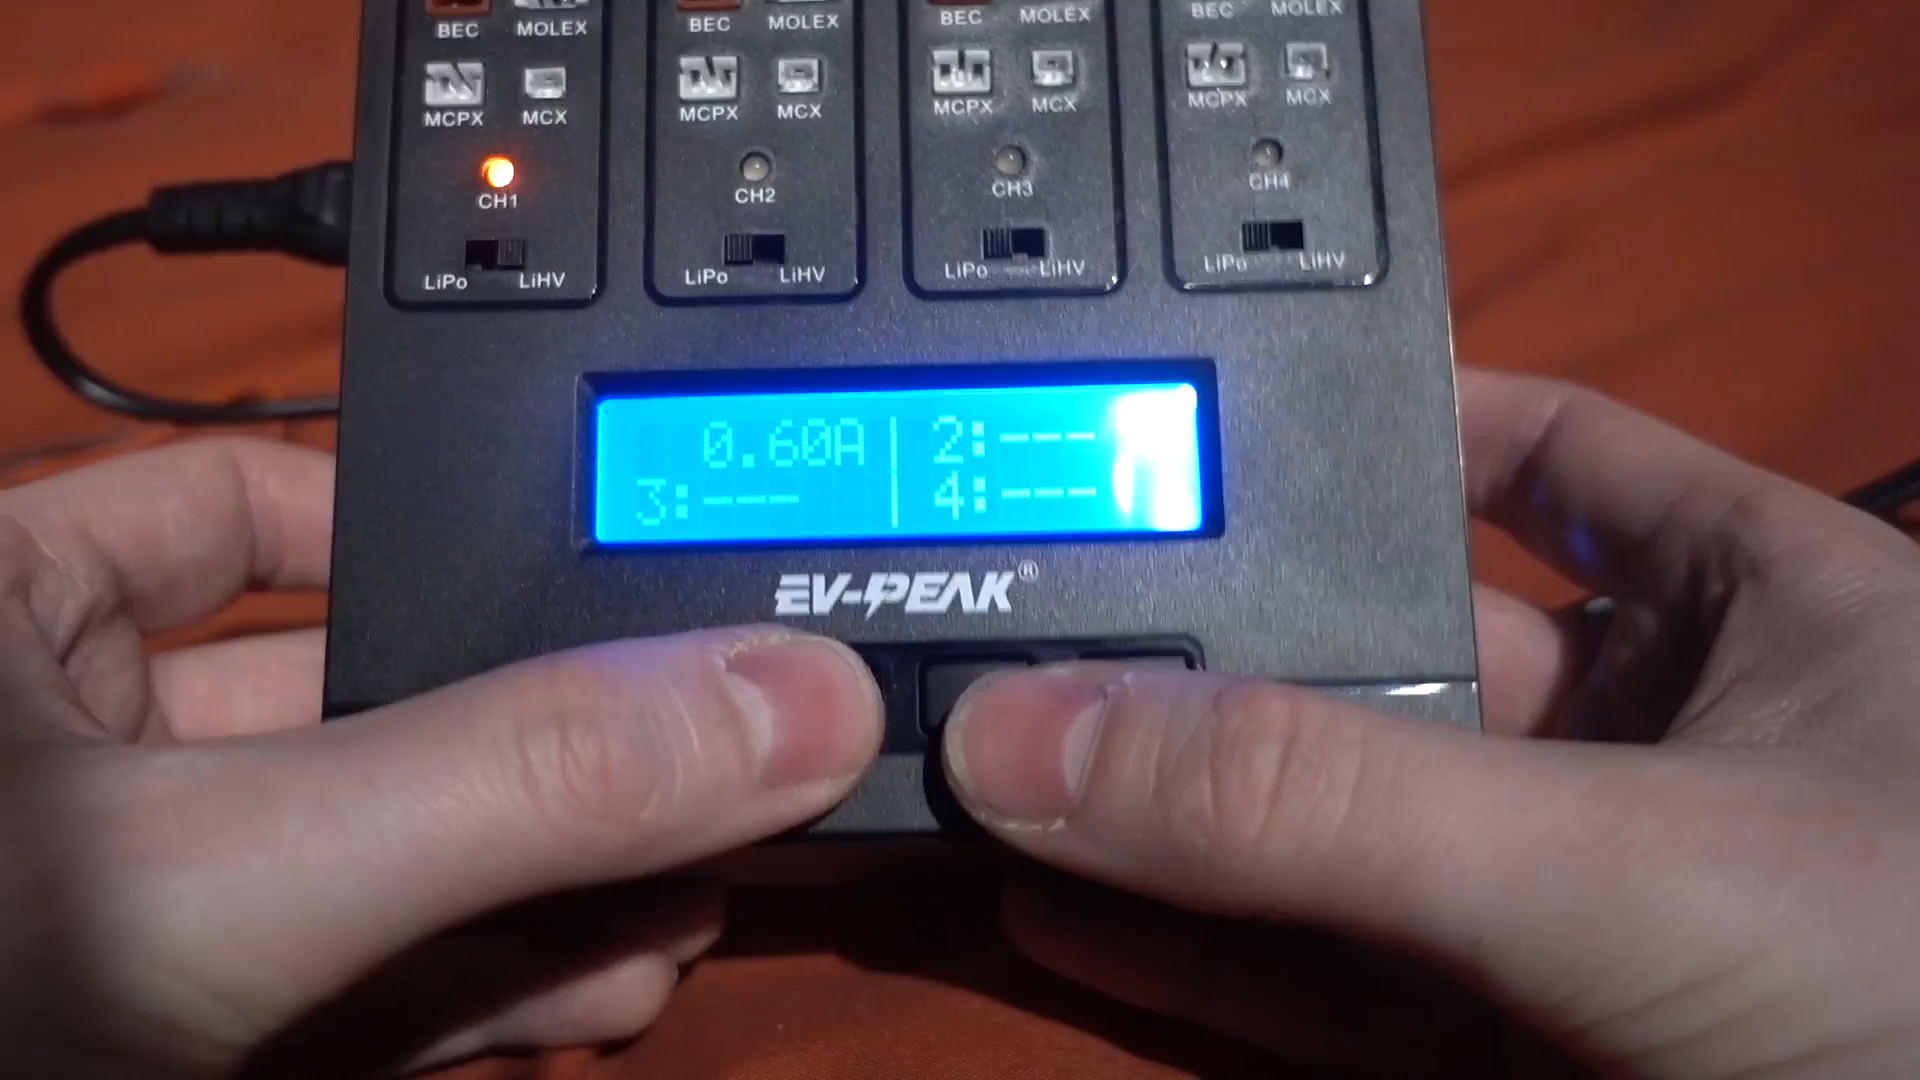 BEC MOLEX BEC MOLEX BEC MOLEX BEC MOLEX
MCPX MCX MCPX MCX MCPX MCX MCPX MCX
CH1 CH2 CH3 CH4
LiPo LiHV LiPo LiHV LiPo LiHV LiPo LiHV
0.60A | 2:---
3:--- | 4:---
EV-PEAK®